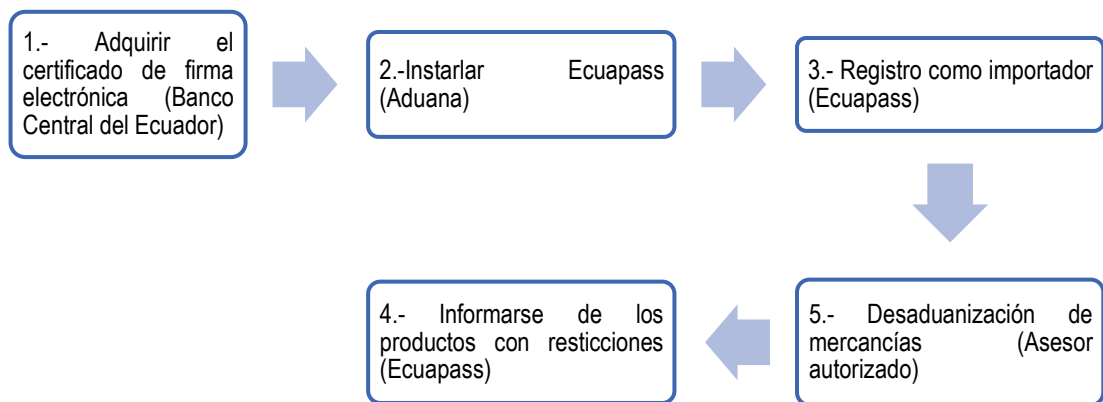 1.- Adquirir el
certificado de firma
electrónica (Banco
Central del Ecuador)
2.-Instarlar Ecuapass
(Aduana)
3.- Registro como importador
(Ecuapass)
4.- Informarse de los
productos con resticciones
(Ecuapass)
5.- Desaduanización de
mercancías (Asesor
autorizado)